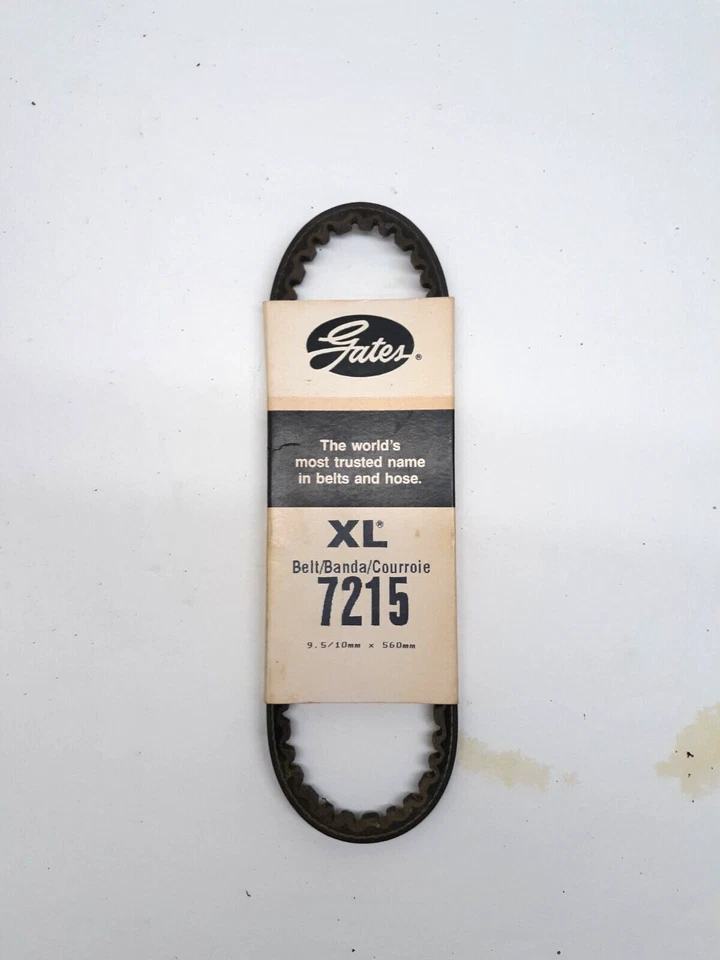 Gates®
The world's
most trusted name
in belts and hose.
XL®
Belt/Banda/Courroie
7215
9.5/10mm x 560mm